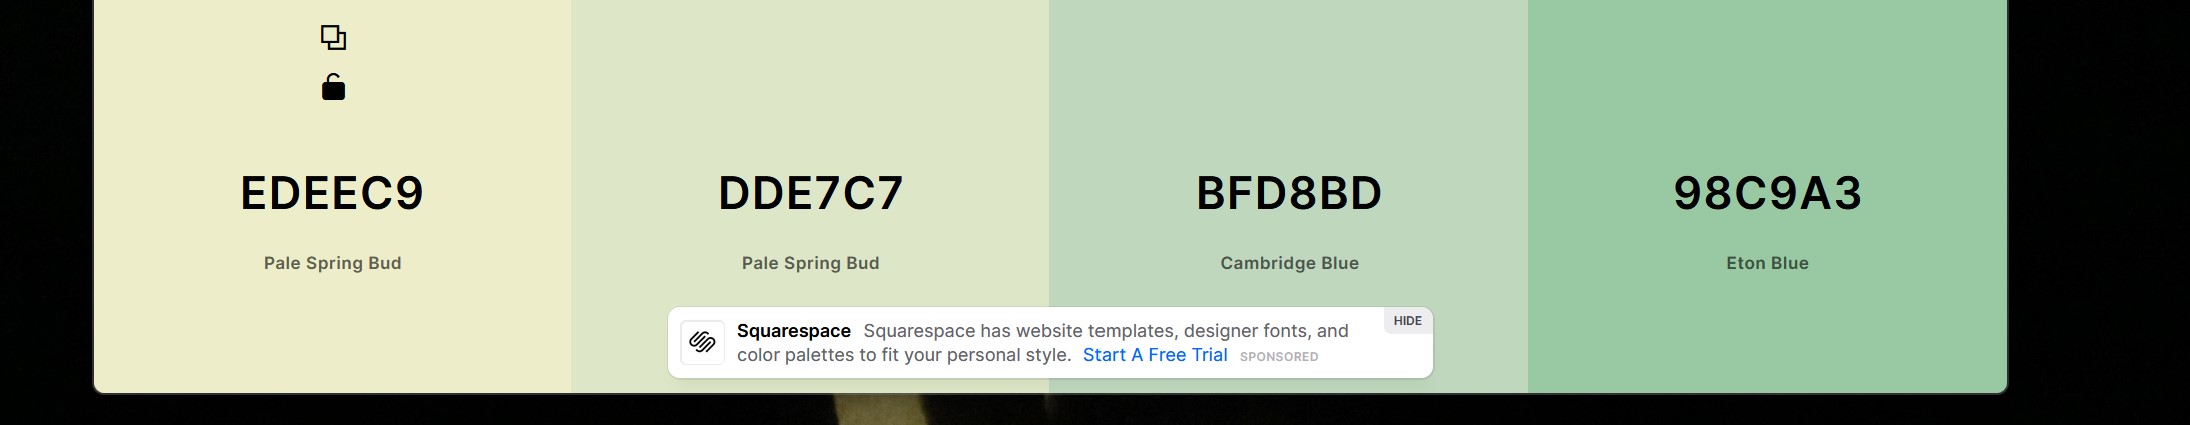 EDEEC9
DDE7C7
BFD8BD
98C9A3
Pale Spring Bud
Pale Spring Bud
Cambridge Blue
Eton Blue
HIDE
Squarespace Squarespace has website templates, designer fonts, and
color palettes to fit your personal style. Start A Free Trial SPONSORED